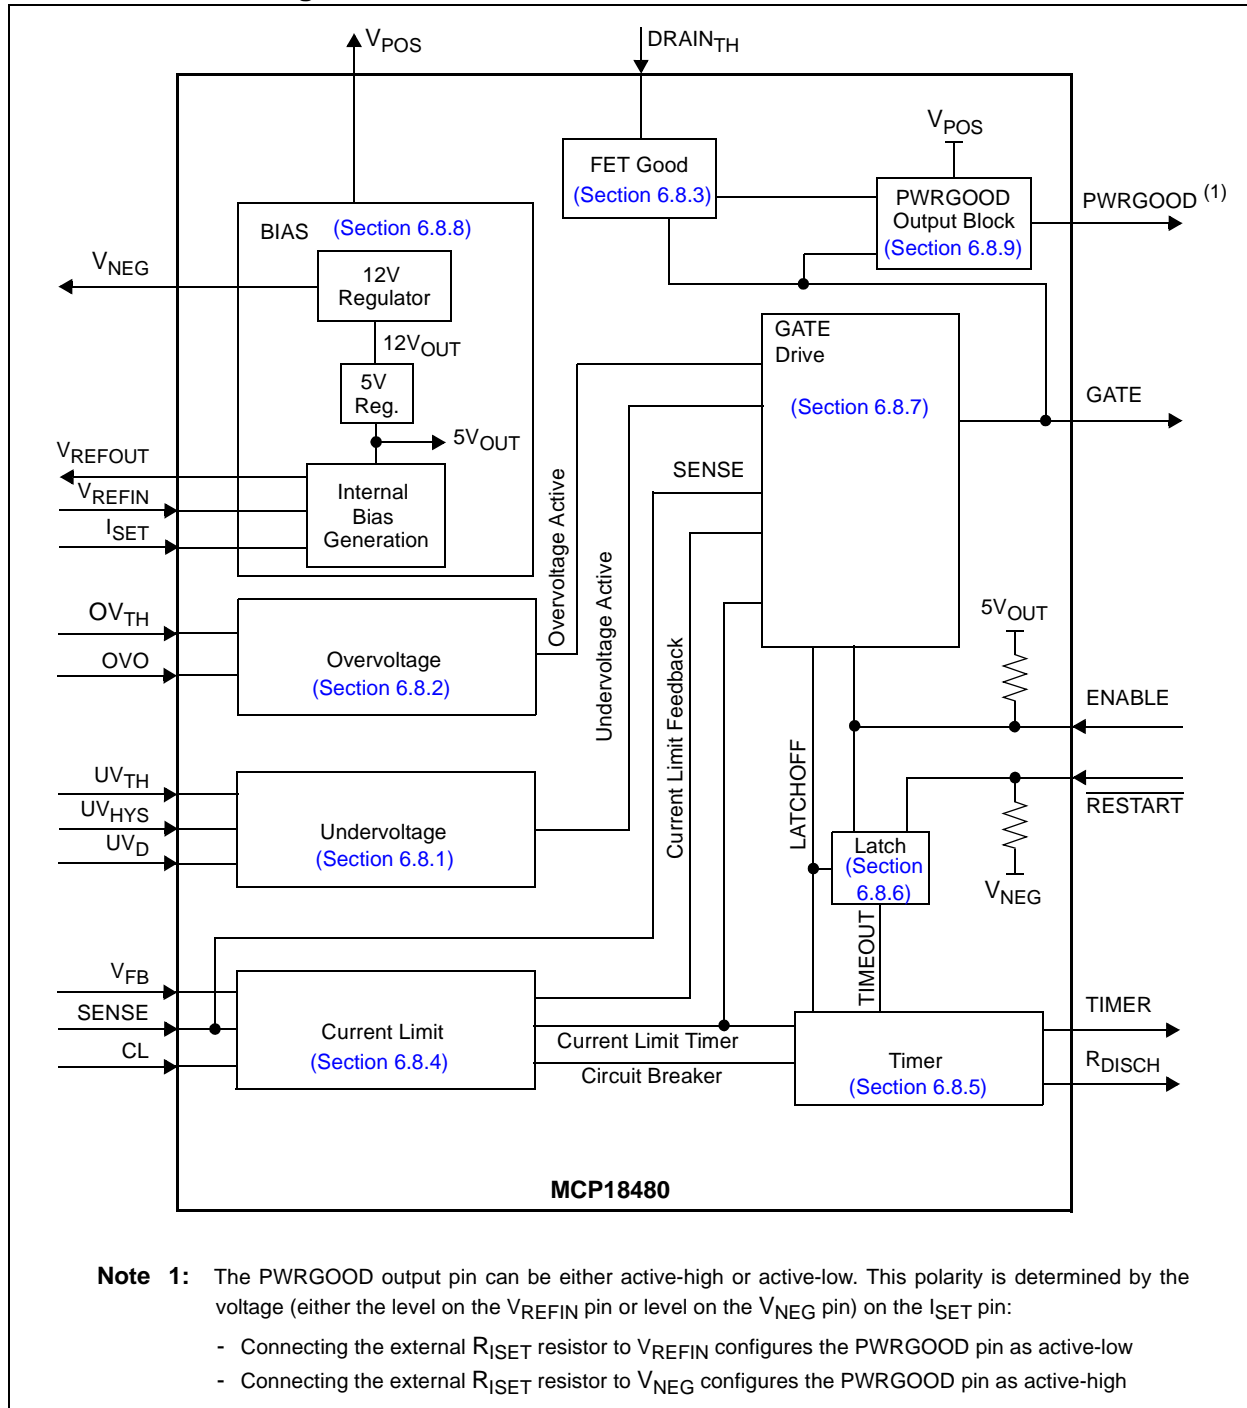 VPOS
DRAINTH
FET Good
(Section 6.8.3)
VPOS
PWRGOOD
Output Block
(Section 6.8.9)
PWRGOOD (1)
BIAS (Section 6.8.8)
VNEG
12V
Regulator
12VOUT
5V
Reg.
5VOUT
VREFOUT
VREFIN
ISET
Internal
Bias
Generation
GATE
Drive
(Section 6.8.7)
GATE
SENSE
Overvoltage Active
Undervoltage Active
Current Limit Feedback
OVTH
OVO
Overvoltage
(Section 6.8.2)
5VOUT
ENABLE
RESTART
VNEG
UVTH
UVHYS
UVD
Undervoltage
(Section 6.8.1)
LATCHOFF
Latch
(Section
6.8.6)
TIMEOUT
VFB
SENSE
CL
Current Limit
(Section 6.8.4)
Current Limit Timer
Circuit Breaker
Timer
(Section 6.8.5)
TIMER
RDISCH
MCP18480
Note 1: The PWRGOOD output pin can be either active-high or active-low. This polarity is determined by the
voltage (either the level on the VREFIN pin or level on the VNEG pin) on the ISET pin:
- Connecting the external RISET resistor to VREFIN configures the PWRGOOD pin as active-low
- Connecting the external RISET resistor to VNEG configures the PWRGOOD pin as active-high